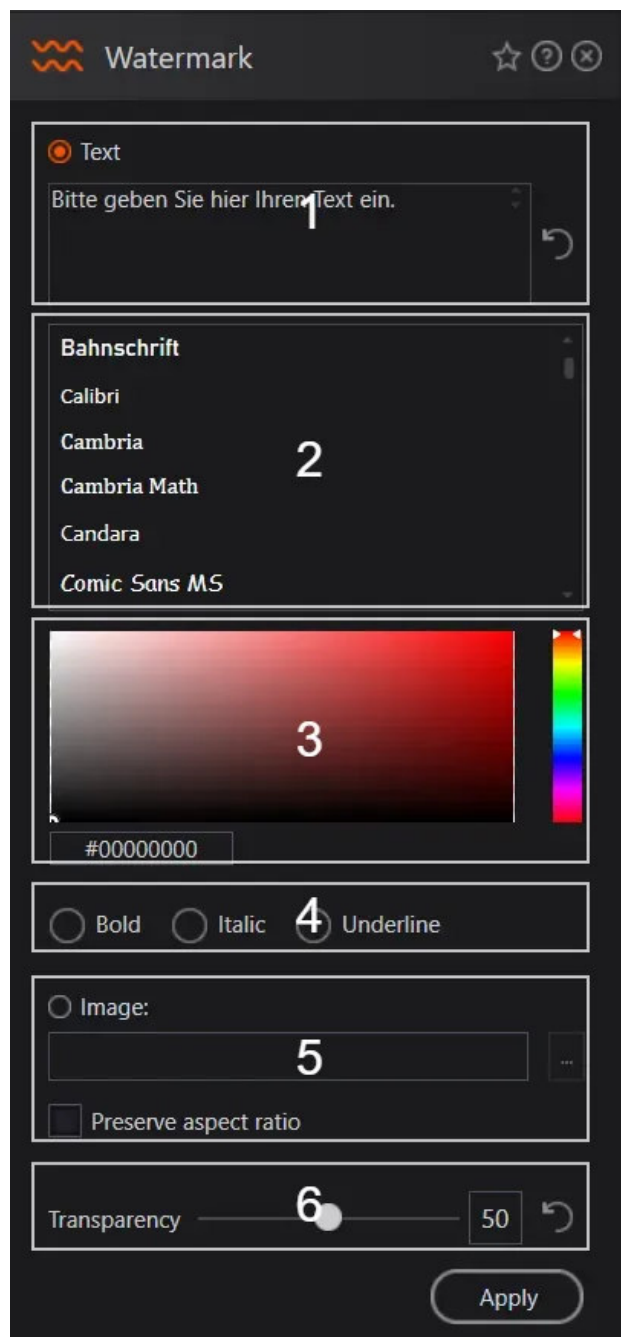 Watermark
Text
Bitte geben Sie hier Ihren Text ein.
1
Bahnschrift
Calibri
Cambria
Cambria Math
Candara
Comic Sans MS
2
3
#00000000
Bold Italic 4 Underline
Image:
5
...
Preserve aspect ratio
Transparency 6 50
Apply